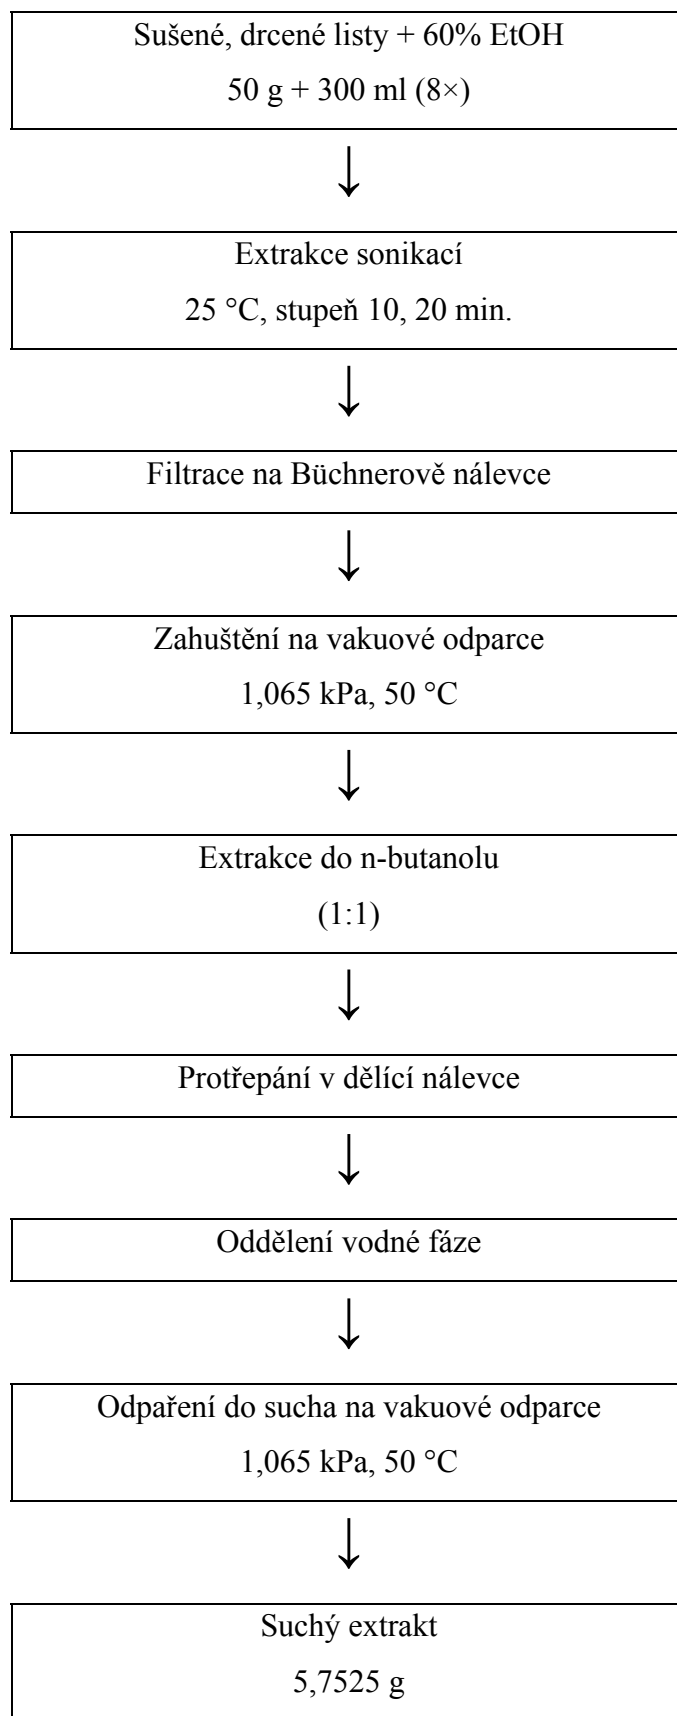 Sušené, drcené listy + 60% EtOH
50 g + 300 ml (8×)
↓
Extrakce sonikací
25 °C, stupeň 10, 20 min.
↓
Filtrace na Büchnerově nálevce
↓
Zahuštění na vakuové odparce
1,065 kPa, 50 °C
↓
Extrakce do n-butanolu
(1:1)
↓
Protřepání v dělící nálevce
↓
Oddělení vodné fáze
↓
Odpaření do sucha na vakuové odparce
1,065 kPa, 50 °C
↓
Suchý extrakt
5,7525 g